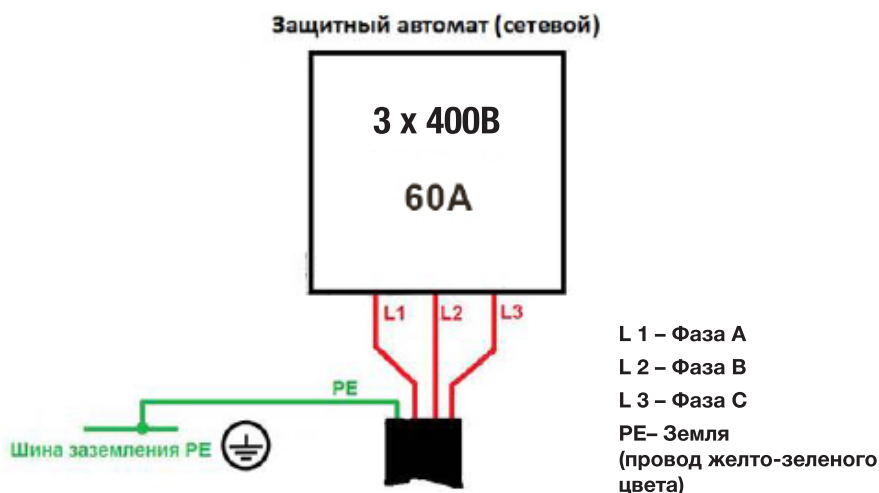 Защитный автомат (сетевой)
3 x 400В
60А
L1
L2
L3
PE
Шина заземления PE
L 1 – Фаза А
L 2 – Фаза В
L 3 – Фаза С
PE– Земля
(провод желто-зеленого
цвета)